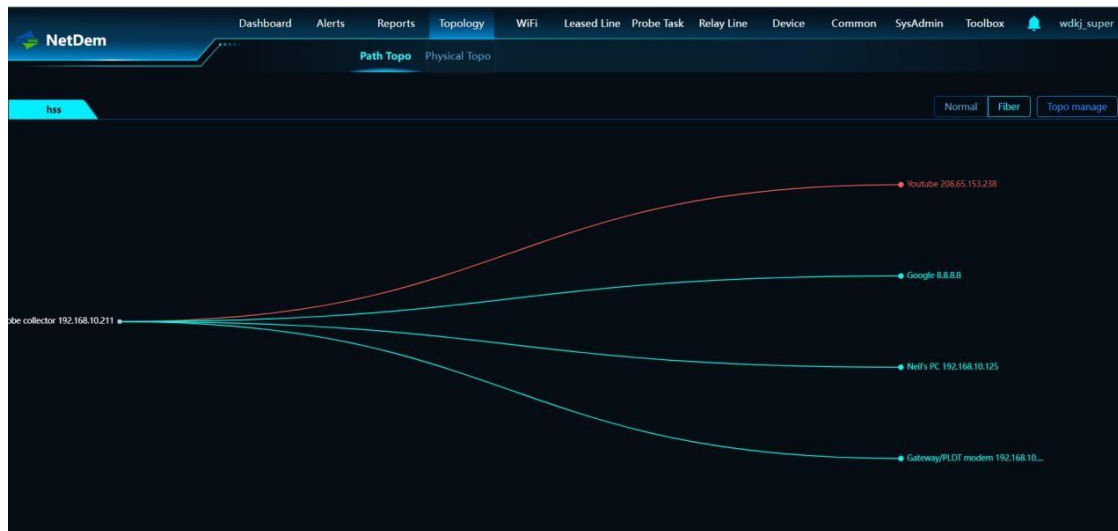 NetDem
Dashboard Alerts Reports Topology WiFi Leased Line Probe Task Relay Line Device Common SysAdmin Toolbox wdkj_super
Path Topo Physical Topo
hss
Normal Fiber Topo manage
Youtube 208.65.153.238
Google 8.8.8.8
obe collector 192.168.10.211
Neil's PC 192.168.10.125
Gateway/PLDT modem 192.168.10....